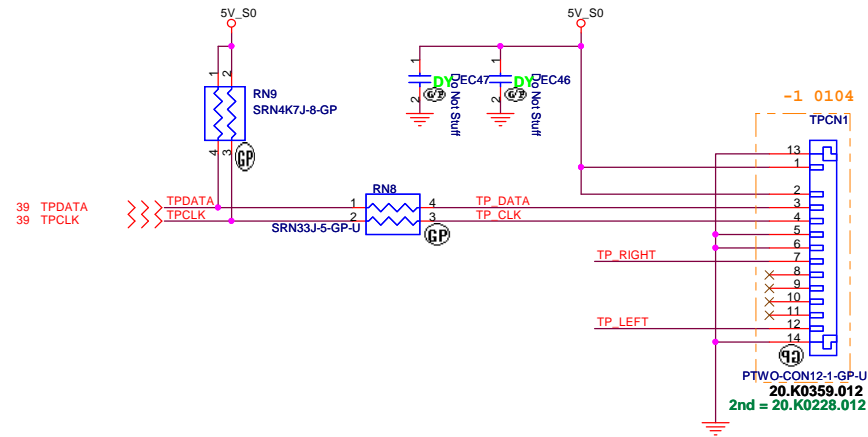 5V_S0
5V_S0
1
2
RN9
SRN4K7J-8-GP
4
3
GP
1
2
DY
EC47
G/P
Do Not Stuff
1
2
DY
EC46
G/P
Do Not Stuff
-1 0104
TPCN1
13
1
2
3
4
5
6
7
8
9
10
11
12
14
39 TPDATA
39 TPCLK
TPDATA
TPCLK
1
2
RN8
4
3
SRN33J-5-GP-U
GP
TP_DATA
TP_CLK
TP_RIGHT
TP_LEFT
GP
PTWO-CON12-1-GP-U
20.K0359.012
2nd = 20.K0228.012